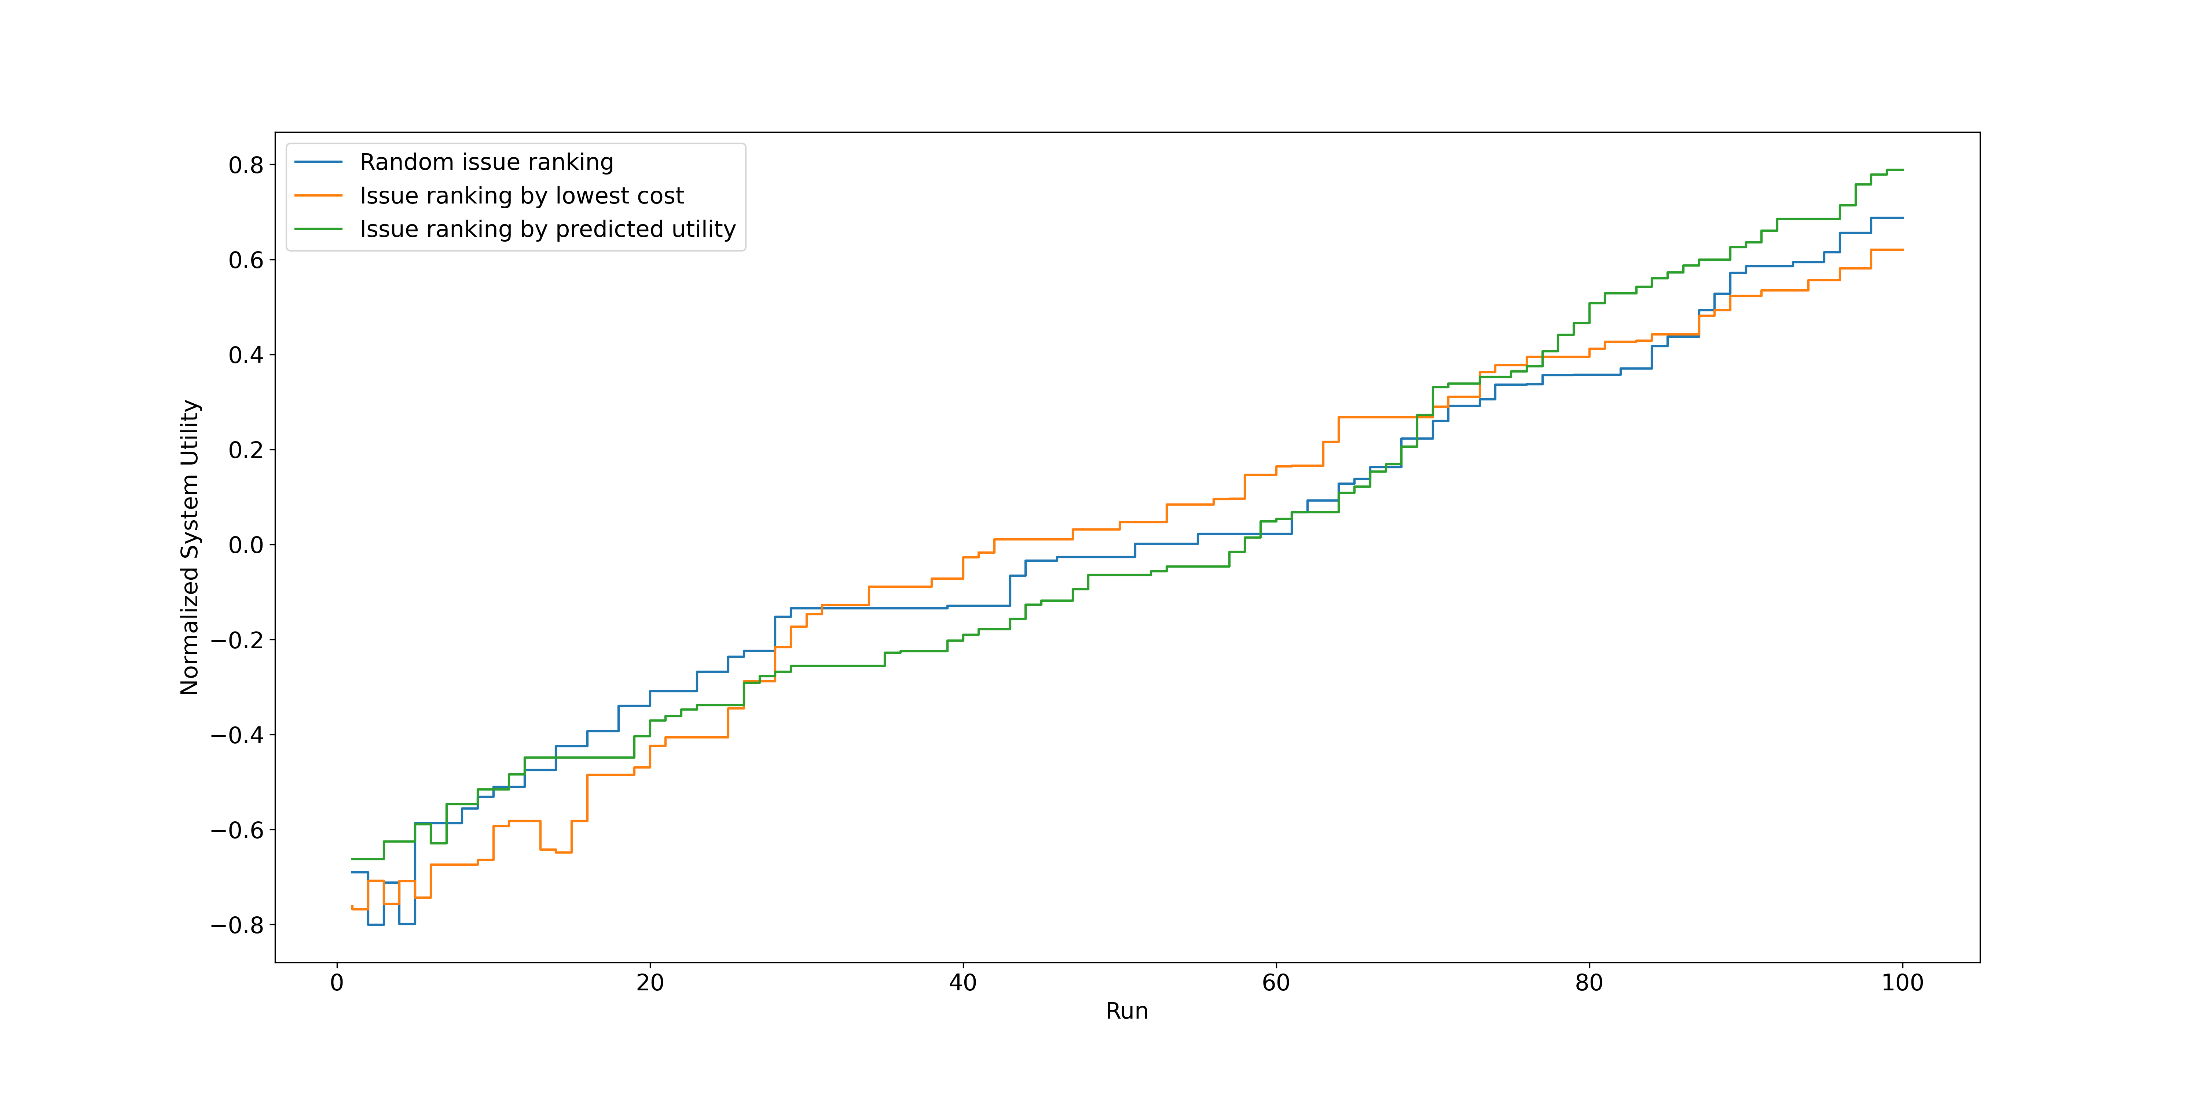 Random issue ranking
Issue ranking by lowest cost
Issue ranking by predicted utility
0.8
0.6
0.4
0.2
0.0
−0.2
−0.4
−0.6
−0.8
Normalized System Utility
0 20 40 60 80 100
Run